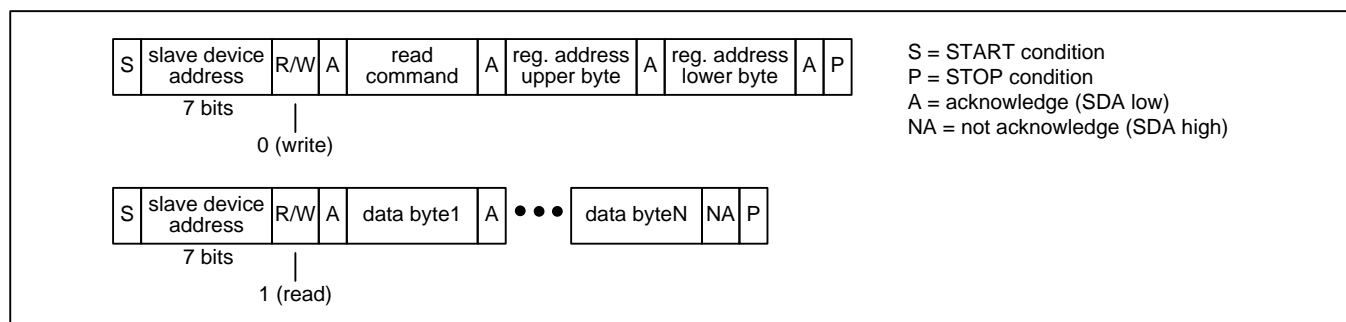 S slave device address R/W A read command A reg. address upper byte A reg. address lower byte A P
7 bits
0 (write)
S = START condition
P = STOP condition
A = acknowledge (SDA low)
NA = not acknowledge (SDA high)
S slave device address R/W A data byte1 A ●●● data byteN NA P
7 bits
1 (read)